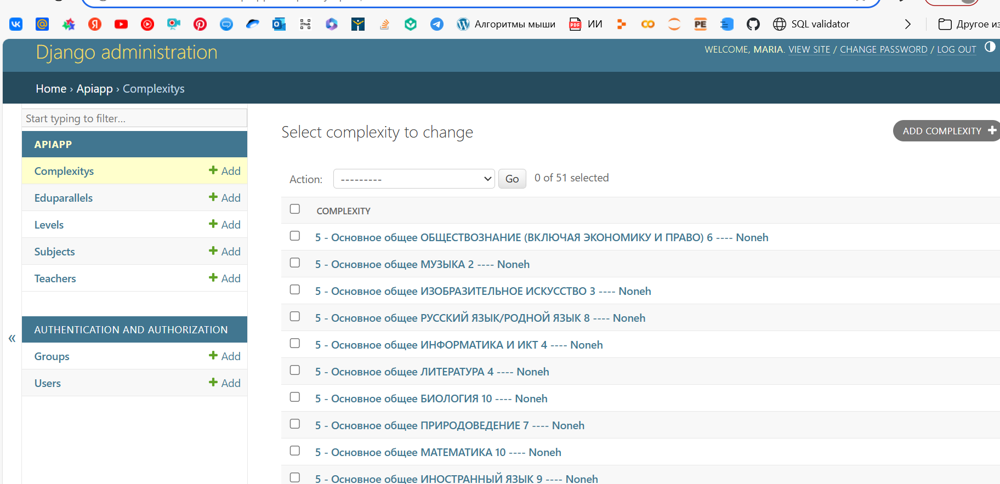 Алгоритмы мыши ИИ SQL validator Другое из
Django administration
WELCOME, MARIA. VIEW SITE / CHANGE PASSWORD / LOG OUT
Home › Apiapp › Complexitys
Start typing to filter...
APIAPP
Complexitys Add
Eduparallels Add
Levels Add
Subjects Add
Teachers Add
AUTHENTICATION AND AUTHORIZATION
Groups Add
Users Add
«
Select complexity to change
ADD COMPLEXITY
Action: --------- Go 0 of 51 selected
COMPLEXITY
5 - Основное общее ОБЩЕСТВОЗНАНИЕ (ВКЛЮЧАЯ ЭКОНОМИКУ И ПРАВО) 6 ---- Noneh
5 - Основное общее МУЗЫКА 2 ---- Noneh
5 - Основное общее ИЗОБРАЗИТЕЛЬНОЕ ИСКУССТВО 3 ---- Noneh
5 - Основное общее РУССКИЙ ЯЗЫК/РОДНОЙ ЯЗЫК 8 ---- Noneh
5 - Основное общее ИНФОРМАТИКА И ИКТ 4 ---- Noneh
5 - Основное общее ЛИТЕРАТУРА 4 ---- Noneh
5 - Основное общее БИОЛОГИЯ 10 ---- Noneh
5 - Основное общее ПРИРОДОВЕДЕНИЕ 7 ---- Noneh
5 - Основное общее МАТЕМАТИКА 10 ---- Noneh
5 - Основное общее ИНОСТРАННЫЙ ЯЗЫК 9 ---- Noneh